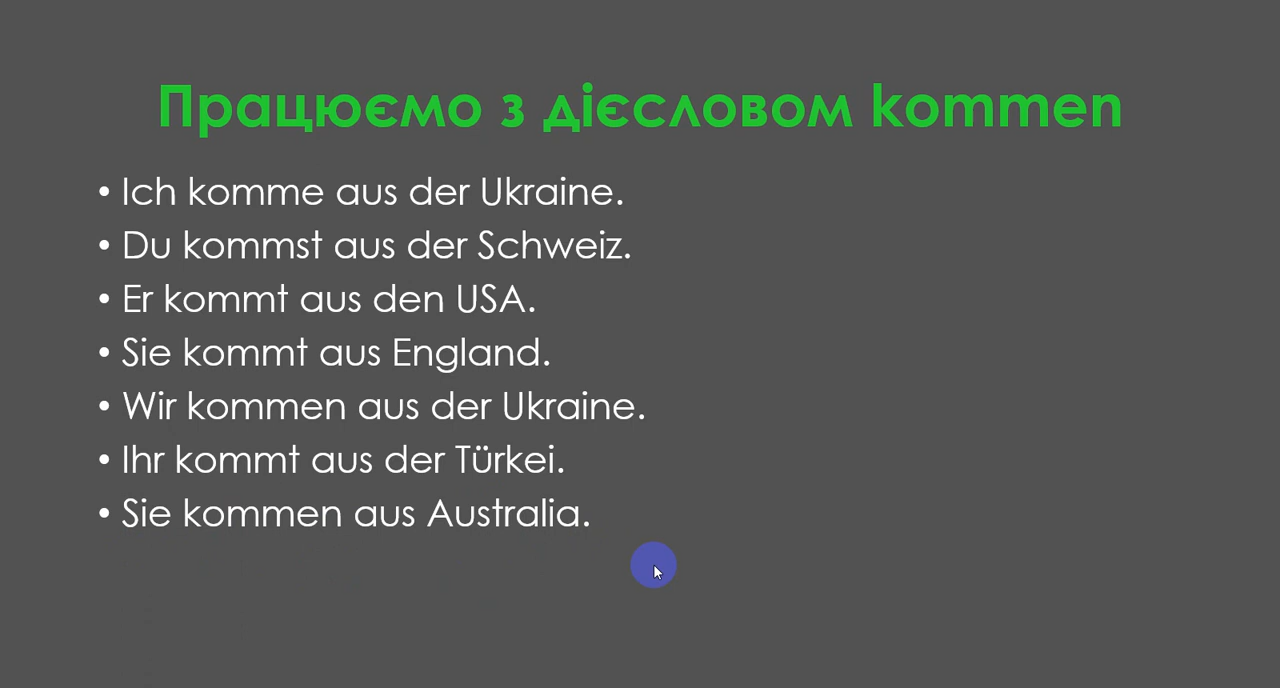 Працюємо з дієсловом kommen
• Ich komme aus der Ukraine.
• Du kommst aus der Schweiz.
• Er kommt aus den USA.
• Sie kommt aus England.
• Wir kommen aus der Ukraine.
• Ihr kommt aus der Türkei.
• Sie kommen aus Australia.